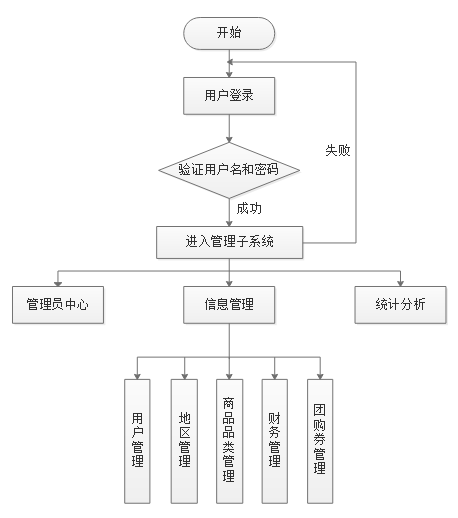 开始
用户登录
验证用户名和密码
失败
成功
进入管理子系统
管理员中心
信息管理
统计分析
用户管理
地区管理
商品品类管理
财务管理
团购券管理